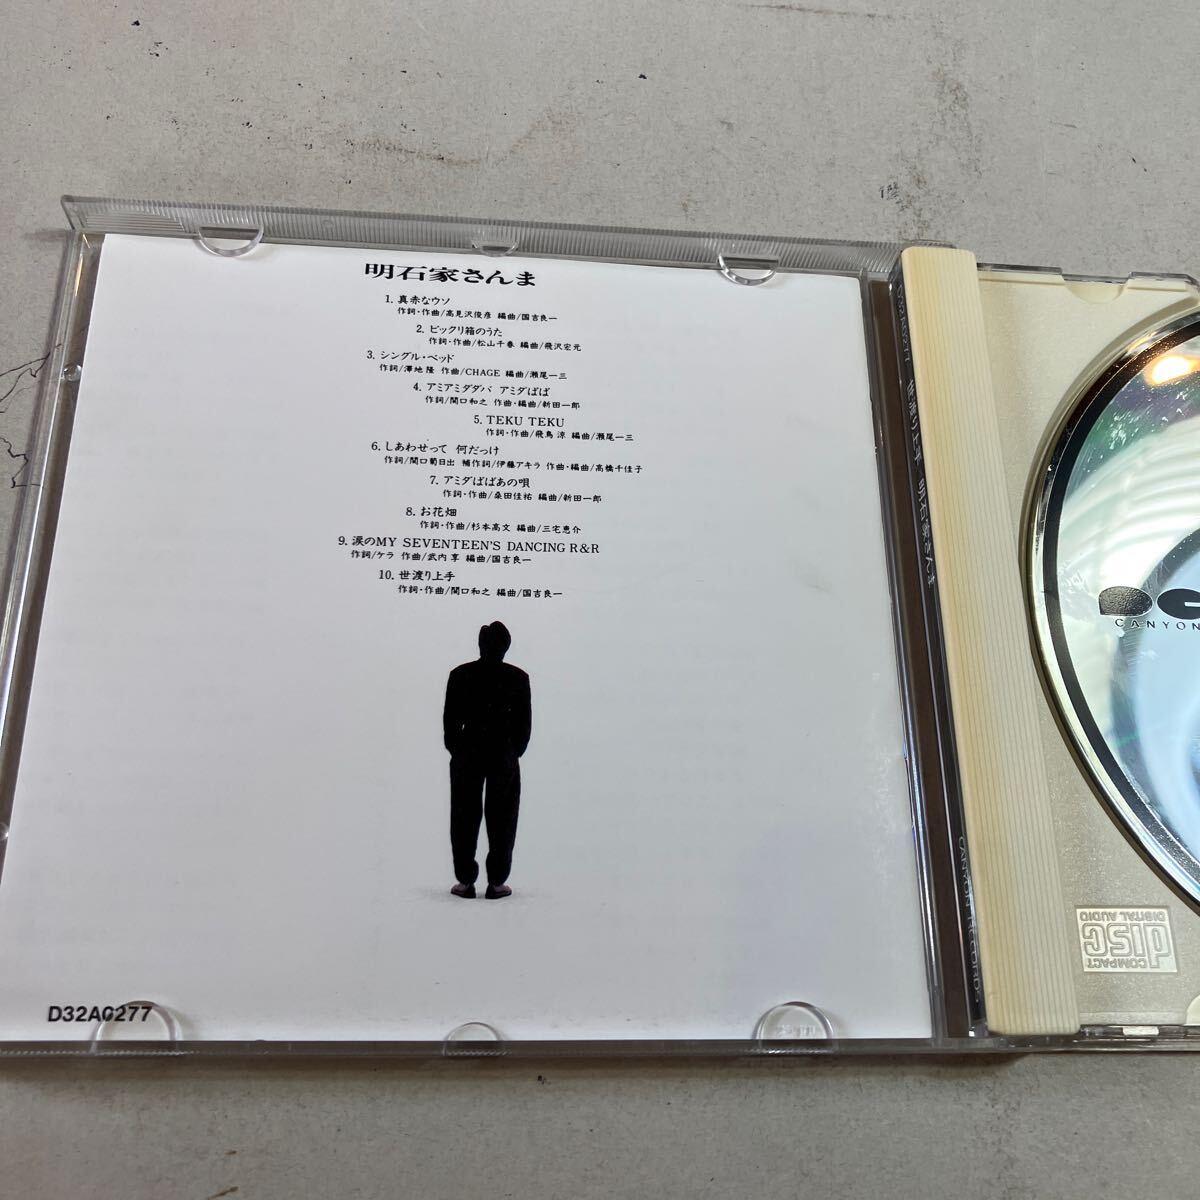 明石家さんま
1. 真赤なウソ
作詞・作曲/高見沢俊彦 編曲/国吉良一
2. ビックリ箱のうた
作詞・作曲/松山千春 編曲/飛沢宏元
3. シングル・ベッド
作詞/澤地 隆 作曲/CHAGE 編曲/瀬尾一三
4. アミアミダダバ アミダばば
作詞/関口和之 作曲・編曲/新田一郎
5. TEKU TEKU
作詞・作曲/飛鳥 涼 編曲/瀬尾一三
6. しあわせって 何だっけ
作詞/関口菊日出 補作詞/伊藤アキラ 作曲・編曲/高橋千佳子
7. アミダばばあの唄
作詞・作曲/桑田佳祐 編曲/新田一郎
8. お花畑
作詞・作曲/杉本高文 編曲/三宅恵介
9. 涙のMY SEVENTEEN'S DANCING R&R
作詞/ケラ 作曲/武内 享 編曲/国吉良一
10. 世渡り上手
作詞・作曲/関口和之 編曲/国吉良一
D32A0277
D32A0277 世渡り上手 明石家さんま
CANYON RECORDS
CANYON
COMPACT
disc
DIGITAL AUDIO